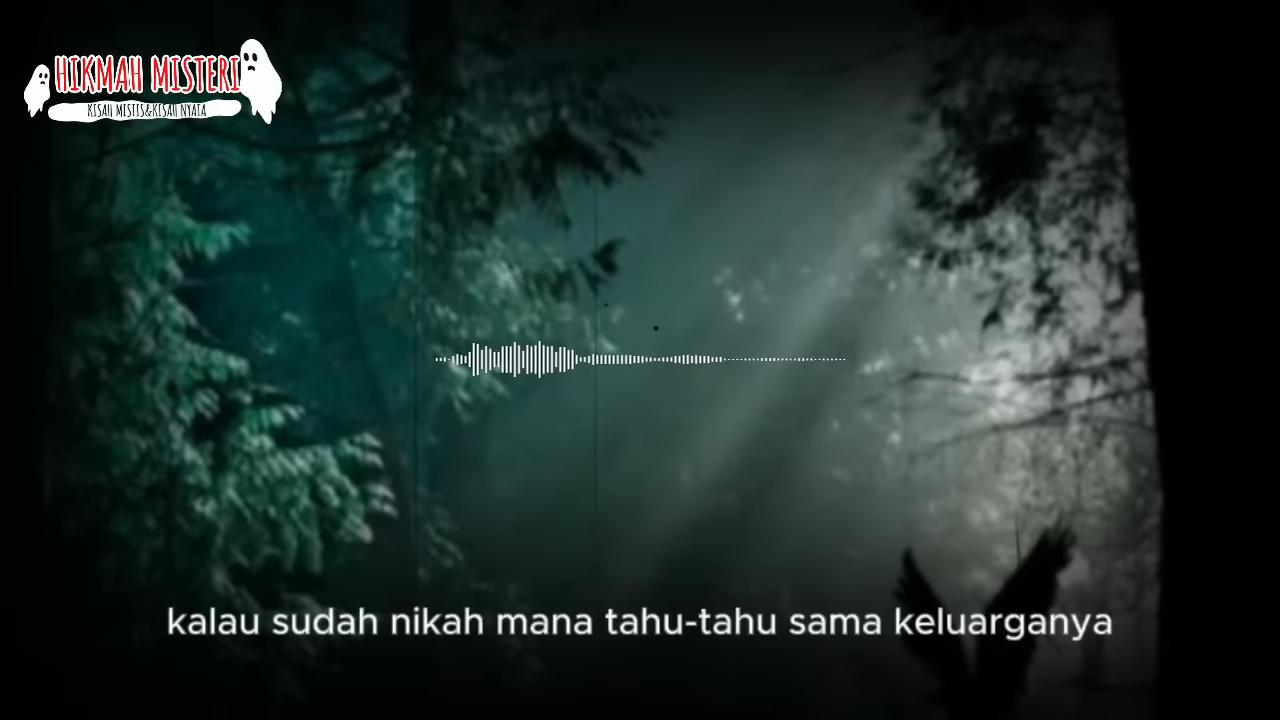 HIKMAH MISTERI
KISAH MISTIS&KISAH NYATA
kalau sudah nikah mana tahu-tahu sama keluarganya